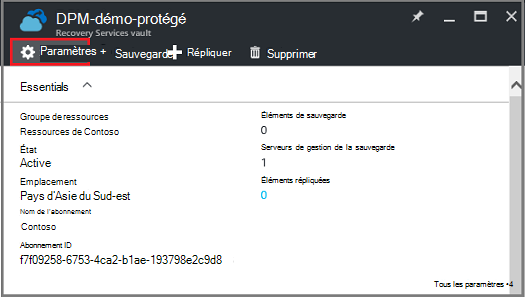 DPM-démo-protégé
Recovery Services vault
Paramètres + Sauvegarde Répliquer Supprimer
Essentials
Groupe de ressources
Ressources de Contoso
Éléments de sauvegarde
0
État
Active
Serveurs de gestion de la sauvegarde
1
Emplacement
Pays d'Asie du Sud-est
Éléments répliquées
0
Nom de l'abonnement
Contoso
Abonnement ID
f7f09258-6753-4ca2-b1ae-193798e2c9d8
Tous les paramètres •4